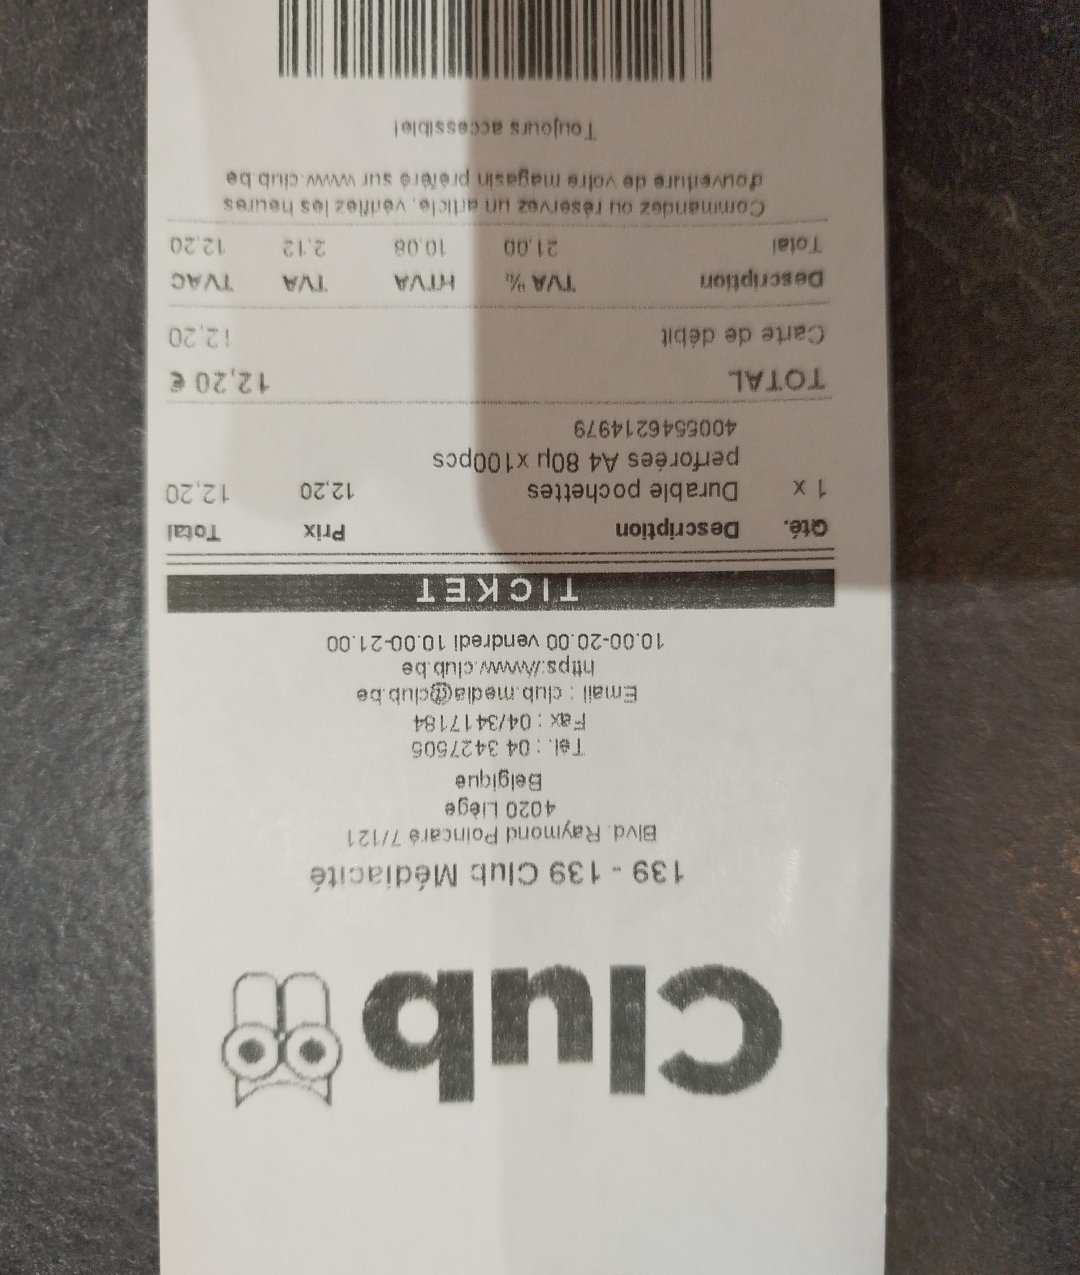 Club
139 - 139 Club Médiacité
Blvd. Raymond Poincaré 7/121
4020 Liège
Belgique
Tel. : 04 3427505
Fax : 04/3417184
Email : club.media@club.be
https://www.club.be
10.00-20.00 vendredi 10.00-21.00
TICKET
Qté. Description Prix Total
1 x Durable pochettes 12,20 12,20
perforées A4 80µ x100pcs
4005546214979
TOTAL 12,20 €
Carte de débit 12,20
Description TVA % HTVA TVA TVAC
Total 21.00 10.08 2.12 12.20
Commandez ou réservez un article, vérifiez les heures
d'ouverture de votre magasin préféré sur www.club.be
Toujours accessible!